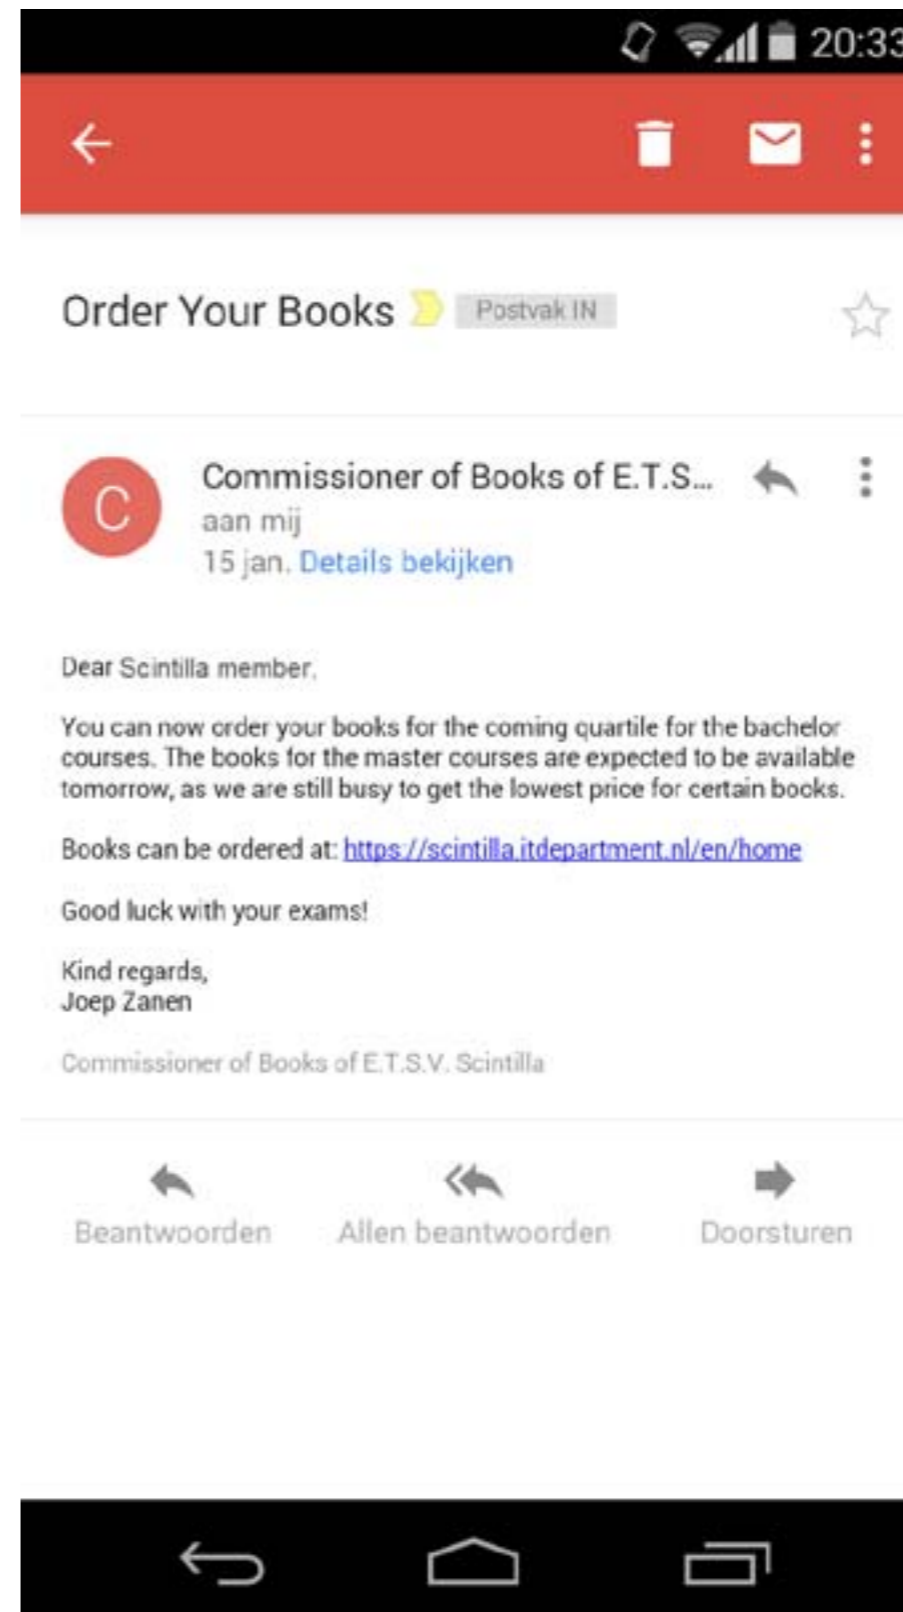 20:33
Order Your Books Postvak IN
C
Commissioner of Books of E.T.S...
aan mij
15 jan. Details bekijken
Dear Scintilla member,
You can now order your books for the coming quartile for the bachelor
courses. The books for the master courses are expected to be available
tomorrow, as we are still busy to get the lowest price for certain books.
Books can be ordered at: https://scintilla.itdepartment.nl/en/home
Good luck with your exams!
Kind regards,
Joep Zanen
Commissioner of Books of E.T.S.V. Scintilla
Beantwoorden Allen beantwoorden Doorsturen